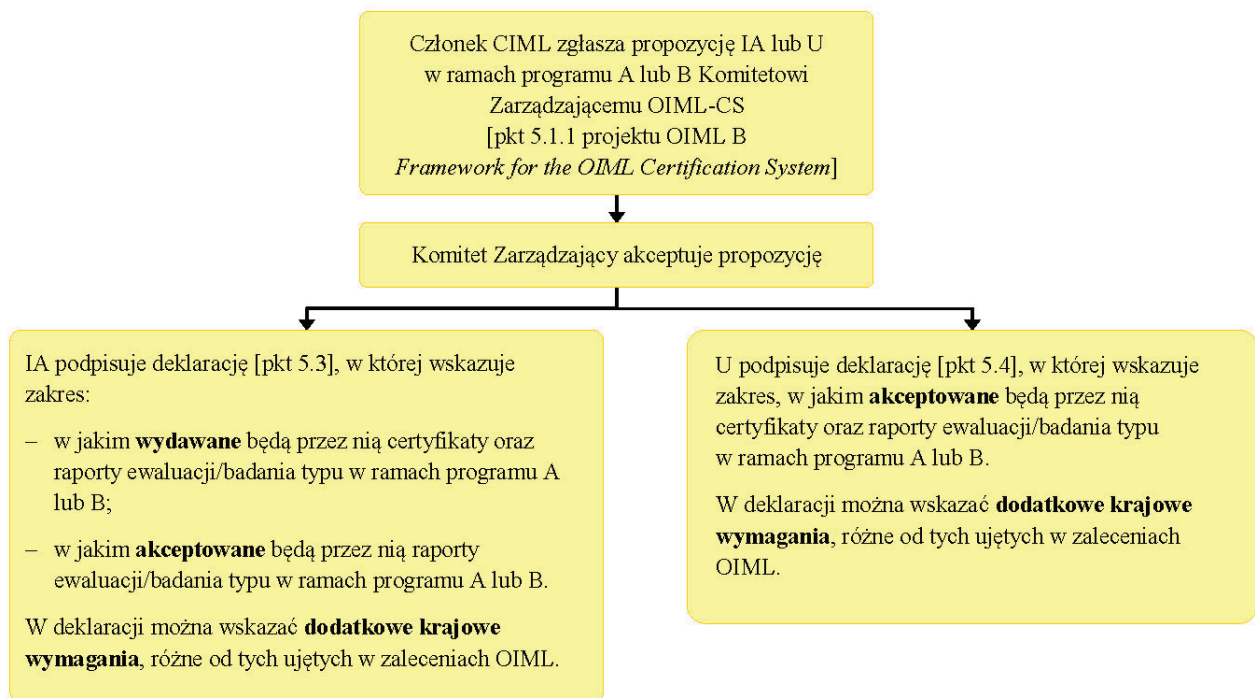 Członek CIML zgłasza propozycję IA lub U
w ramach programu A lub B Komitetowi
Zarządzającemu OIML-CS
[pkt 5.1.1 projektu OIML B
Framework for the OIML Certification System]
Komitet Zarządzający akceptuje propozycję
IA podpisuje deklarację [pkt 5.3], w której wskazuje
zakres:
– w jakim wydawane będą przez nią certyfikaty oraz
raporty ewaluacji/badania typu w ramach programu A
lub B;
– w jakim akceptowane będą przez nią raporty
ewaluacji/badania typu w ramach programu A lub B.
W deklaracji można wskazać dodatkowe krajowe
wymagania, różne od tych ujętych w zaleceniach OIML.
U podpisuje deklarację [pkt 5.4], w której wskazuje
zakres, w jakim akceptowane będą przez nią
certyfikaty oraz raporty ewaluacji/badania typu
w ramach programu A lub B.
W deklaracji można wskazać dodatkowe krajowe
wymagania, różne od tych ujętych w zaleceniach
OIML.